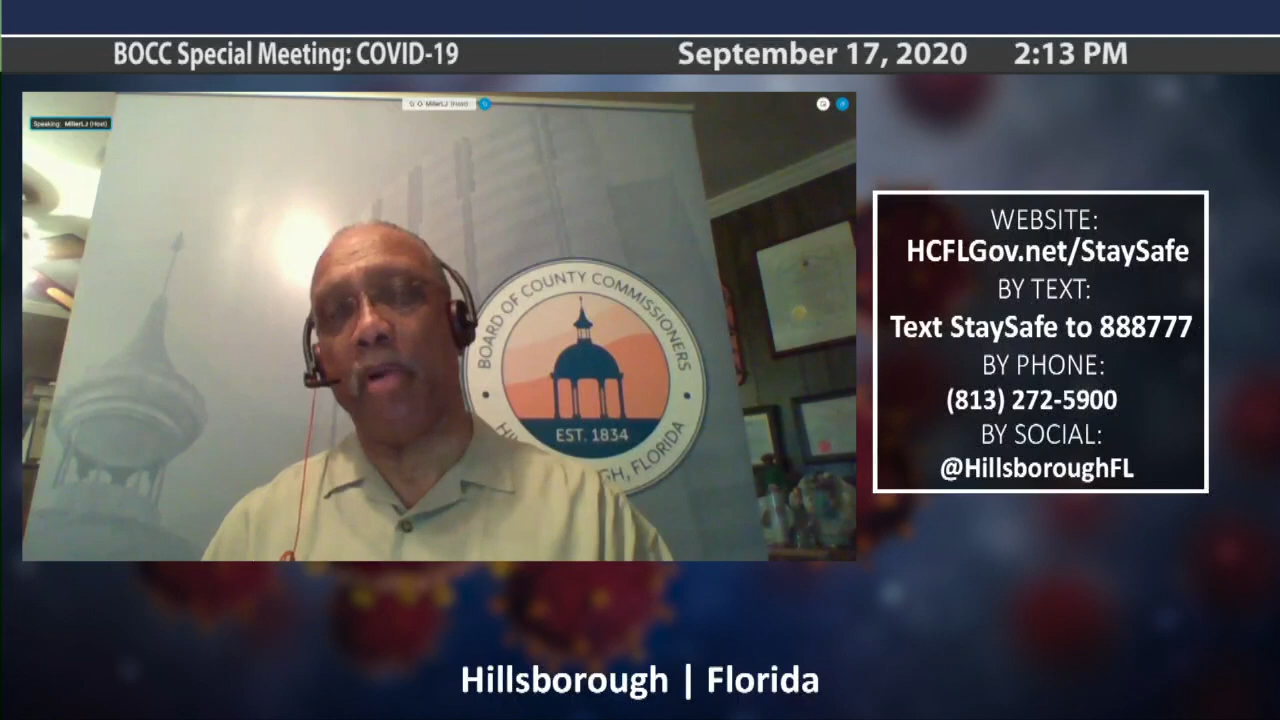 BOCC Special Meeting: COVID-19 September 17, 2020 2:13 PM
MillerLJ (Host)
Speaking: MillerLJ (Host)
BOARD OF COUNTY COMMISSIONERS
EST. 1834
GH, FLORIDA
WEBSITE:
HCFLGov.net/StaySafe
BY TEXT:
Text StaySafe to 888777
BY PHONE:
(813) 272-5900
BY SOCIAL:
@HillsboroughFL
Hillsborough | Florida